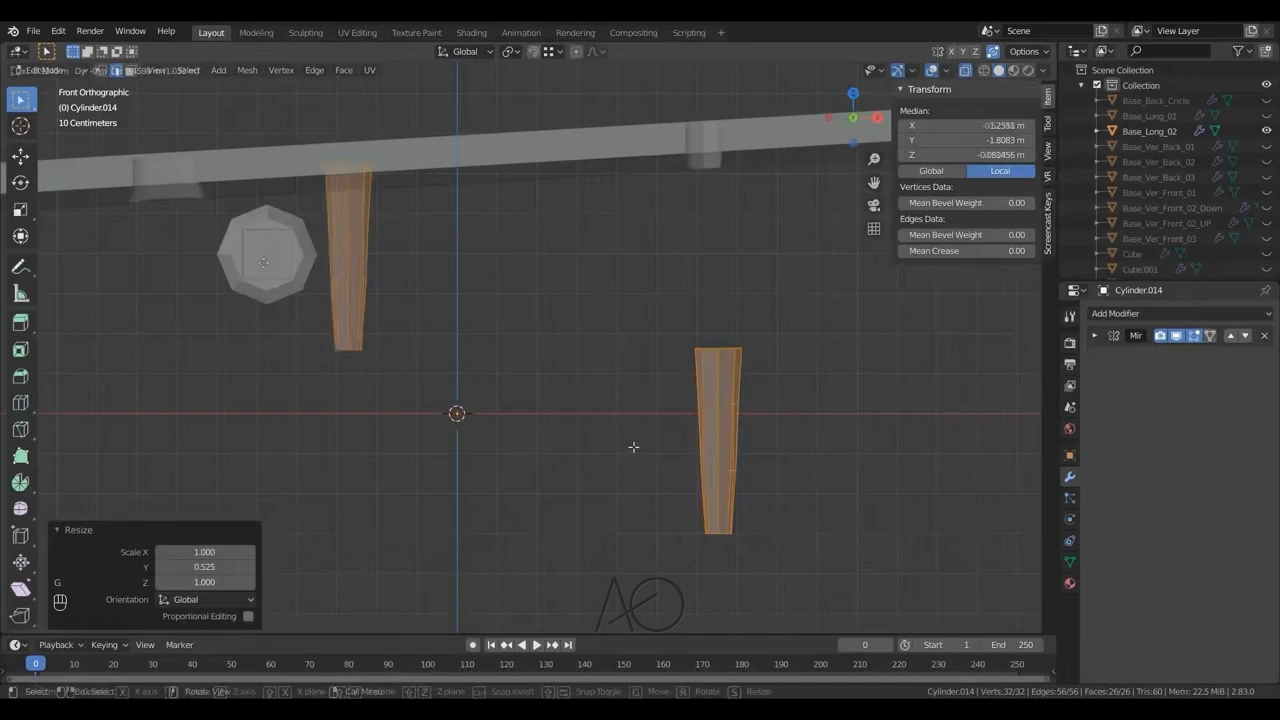 File Edit Render Window Help Layout Modeling Sculpting UV Editing Texture Paint Shading Animation Rendering Compositing Scripting Scene View Layer
Global Options
Mesh Vertex Edge Face UV
Front Orthographic
(0) Cylinder.014
10 Centimeters
Transform
Median:
X
Y -1.8083 m
Z
Global Local
Vertices Data:
Mean Bevel Weight 0.00
Edges Data:
Mean Bevel Weight 0.00
Mean Crease 0.00
Item
Tool
View
VR
Screencast Keys
Scene Collection
Collection
Base_Back_Cricle
Base_Long_01
Base_Long_02
Base_Ver_Back_01
Base_Ver_Back_02
Base_Ver_Back_03
Base_Ver_Front_01
Base_Ver_Front_02_Down
Base_Ver_Front_02_UP
Base_Ver_Front_03
Cube
Cube.001
Cylinder.014
Add Modifier
Mir
Resize
Scale X 1.000
Y 0.525
Z 1.000
Orientation Global
Proportional Editing
G
Playback Keying View Marker 0 Start 1 End 250
0 10 20 30 40 50 60 70 80 90 100 110 120 130 140 150 160 170 180 190 200 210 220 230 240 250
Cylinder.014 | Verts:32/32 | Edges:56/56 | Faces:26/26 | Tris:60 | Mem: 22.5 MiB | 2.83.0